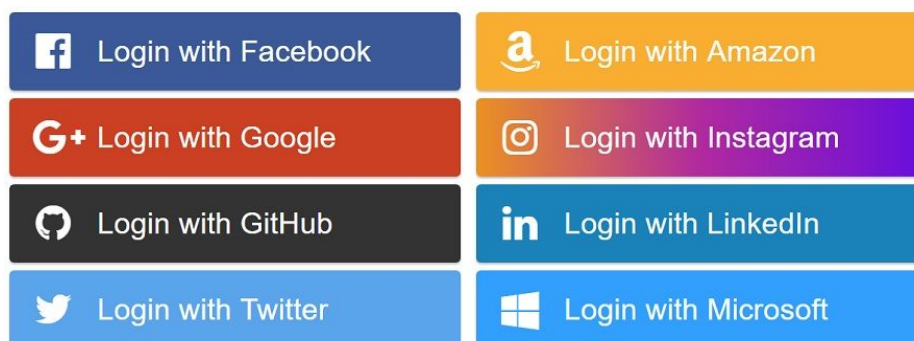 Login with Facebook
Login with Amazon
G+ Login with Google
Login with Instagram
Login with GitHub
in Login with LinkedIn
Login with Twitter
Login with Microsoft